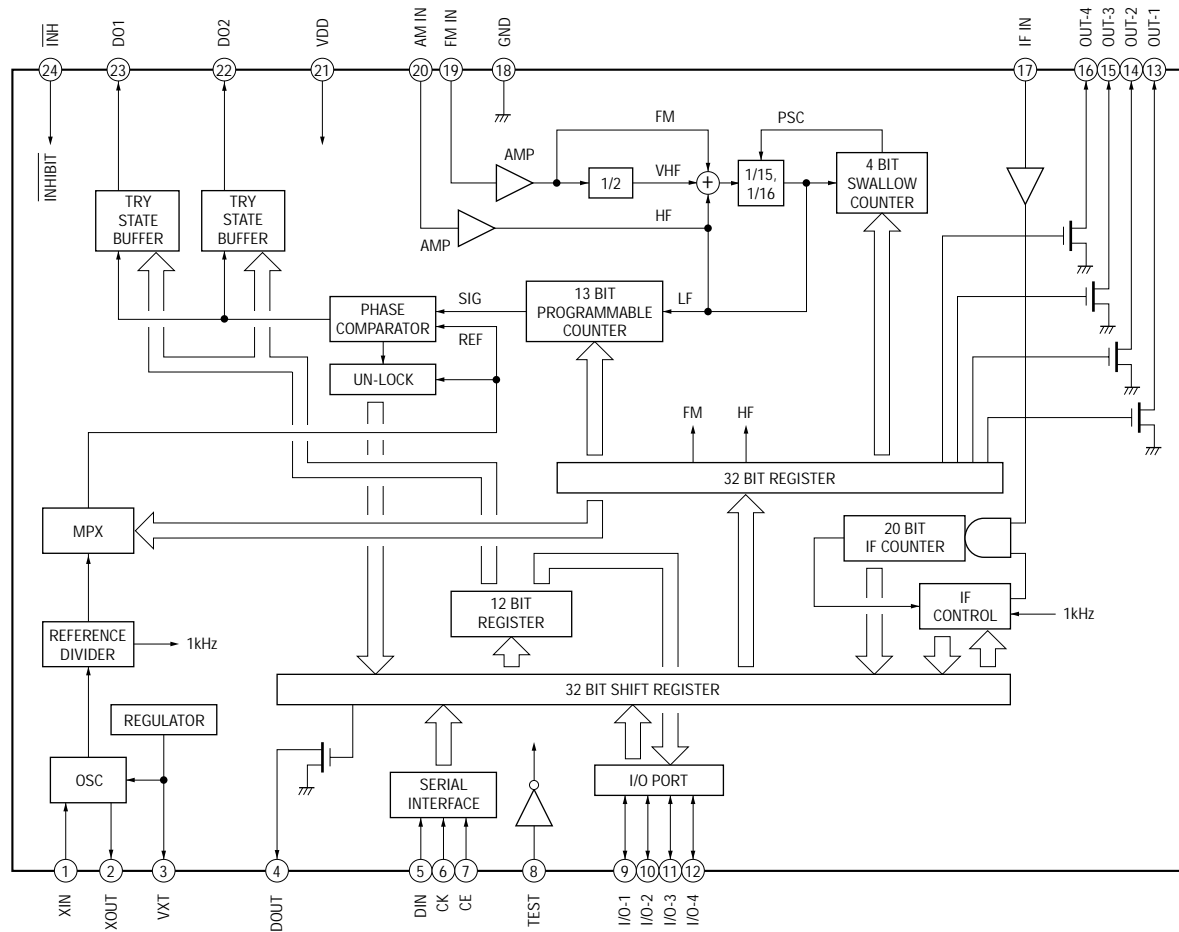 INH
DO1
DO2
VDD
AM IN
FM IN
GND
IF IN
OUT-4
OUT-3
OUT-2
OUT-1
24
23
22
21
20
19
18
17
16
15
14
13
INHIBIT
TRY
STATE
BUFFER
TRY
STATE
BUFFER
AMP
AMP
FM
1/2
VHF
HF
+
PSC
1/15,
1/16
4 BIT
SWALLOW
COUNTER
PHASE
COMPARATOR
SIG
REF
13 BIT
PROGRAMMABLE
COUNTER
LF
UN-LOCK
FM
HF
32 BIT REGISTER
MPX
20 BIT
IF COUNTER
12 BIT
REGISTER
IF
CONTROL
1kHz
REFERENCE
DIVIDER
1kHz
32 BIT SHIFT REGISTER
REGULATOR
OSC
SERIAL
INTERFACE
I/O PORT
1
2
3
4
5
6
7
8
9
10
11
12
XIN
XOUT
VXT
DOUT
DIN
CK
CE
TEST
I/O-1
I/O-2
I/O-3
I/O-4